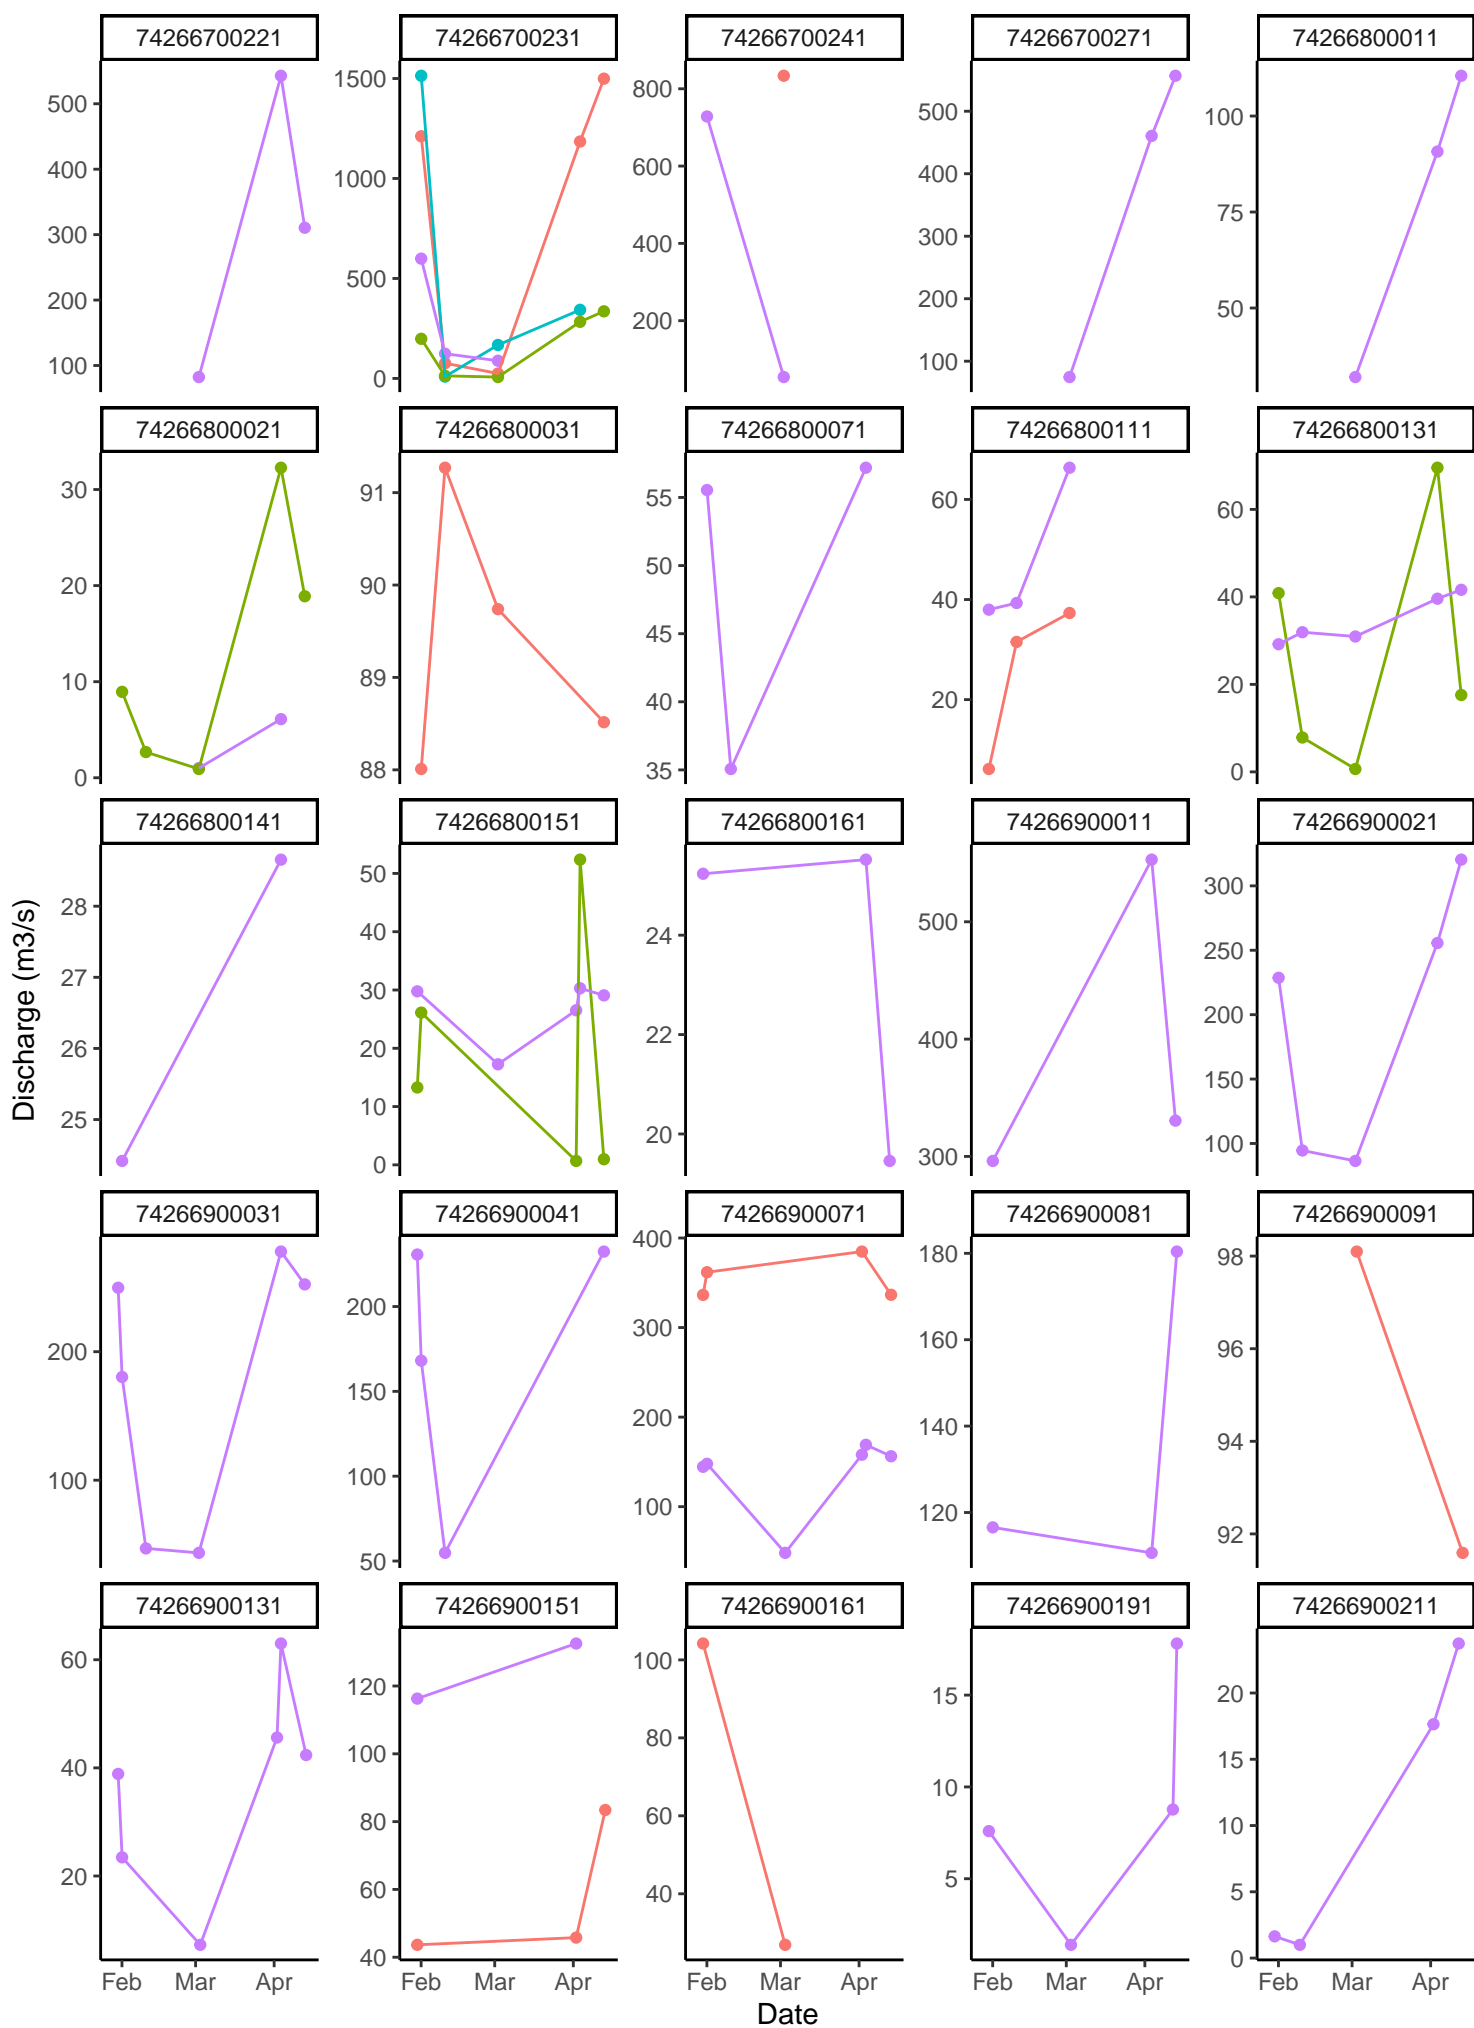 74266700221 74266700231 74266700241 74266700271 74266800011
500 400 300 200 100
1500 1000 500 0
800 600 400 200
500 400 300 200 100
100 75 50
74266800021 74266800031 74266800071 74266800111 74266800131
30 20 10 0
91 90 89 88
55 50 45 40 35
60 40 20
60 40 20 0
74266800141 74266800151 74266800161 74266900011 74266900021
28 27 26 25
50 40 30 20 10 0
24 22 20
500 400 300
300 250 200 150 100
Discharge (m3/s)
74266900031 74266900041 74266900071 74266900081 74266900091
200 100
200 150 100 50
400 300 200 100
180 160 140 120
98 96 94 92
74266900131 74266900151 74266900161 74266900191 74266900211
60 40 20
120 100 80 60 40
100 80 60 40
15 10 5
20 15 10 5 0
Feb Mar Apr Feb Mar Apr Feb Mar Apr Feb Mar Apr Feb Mar Apr
Date